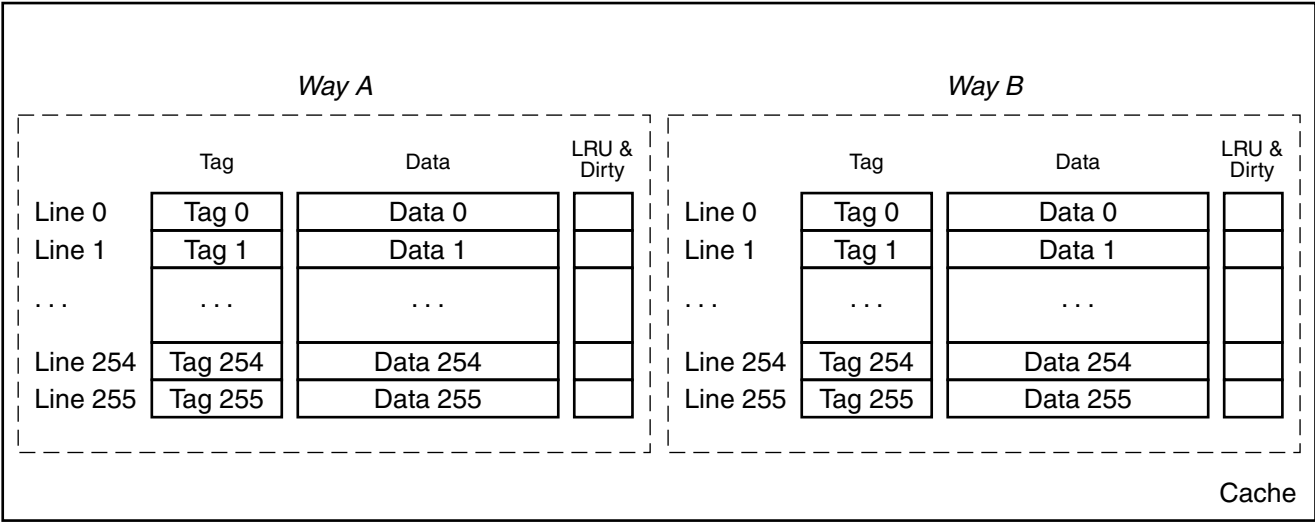 Way A Way B
Tag Data LRU & Dirty Tag Data LRU & Dirty
Line 0 Tag 0 Data 0 Line 0 Tag 0 Data 0
Line 1 Tag 1 Data 1 Line 1 Tag 1 Data 1
. . . . . . . . . . . . . . . . . .
Line 254 Tag 254 Data 254 Line 254 Tag 254 Data 254
Line 255 Tag 255 Data 255 Line 255 Tag 255 Data 255
Cache